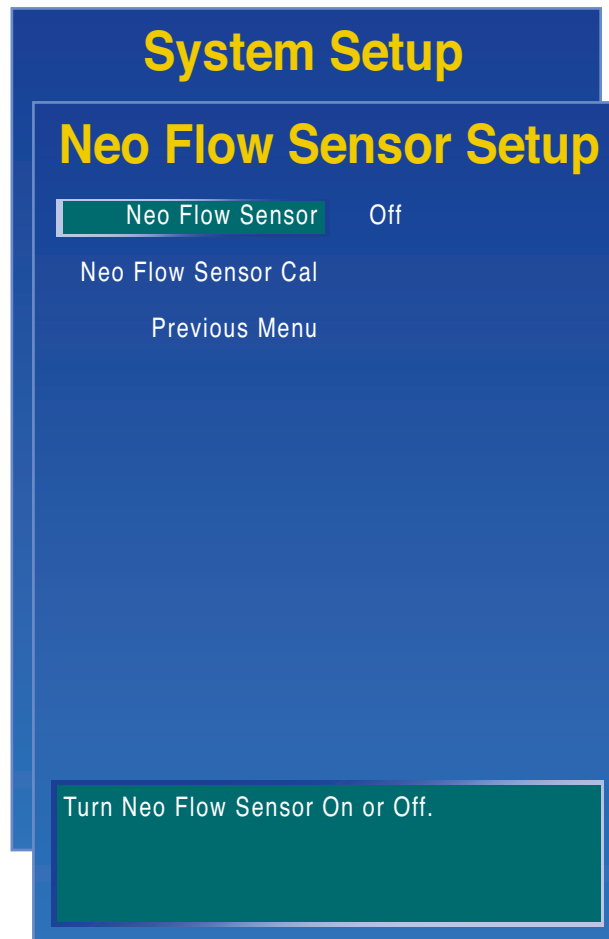 System Setup
Neo Flow Sensor Setup
Neo Flow Sensor Off
Neo Flow Sensor Cal
Previous Menu
Turn Neo Flow Sensor On or Off.